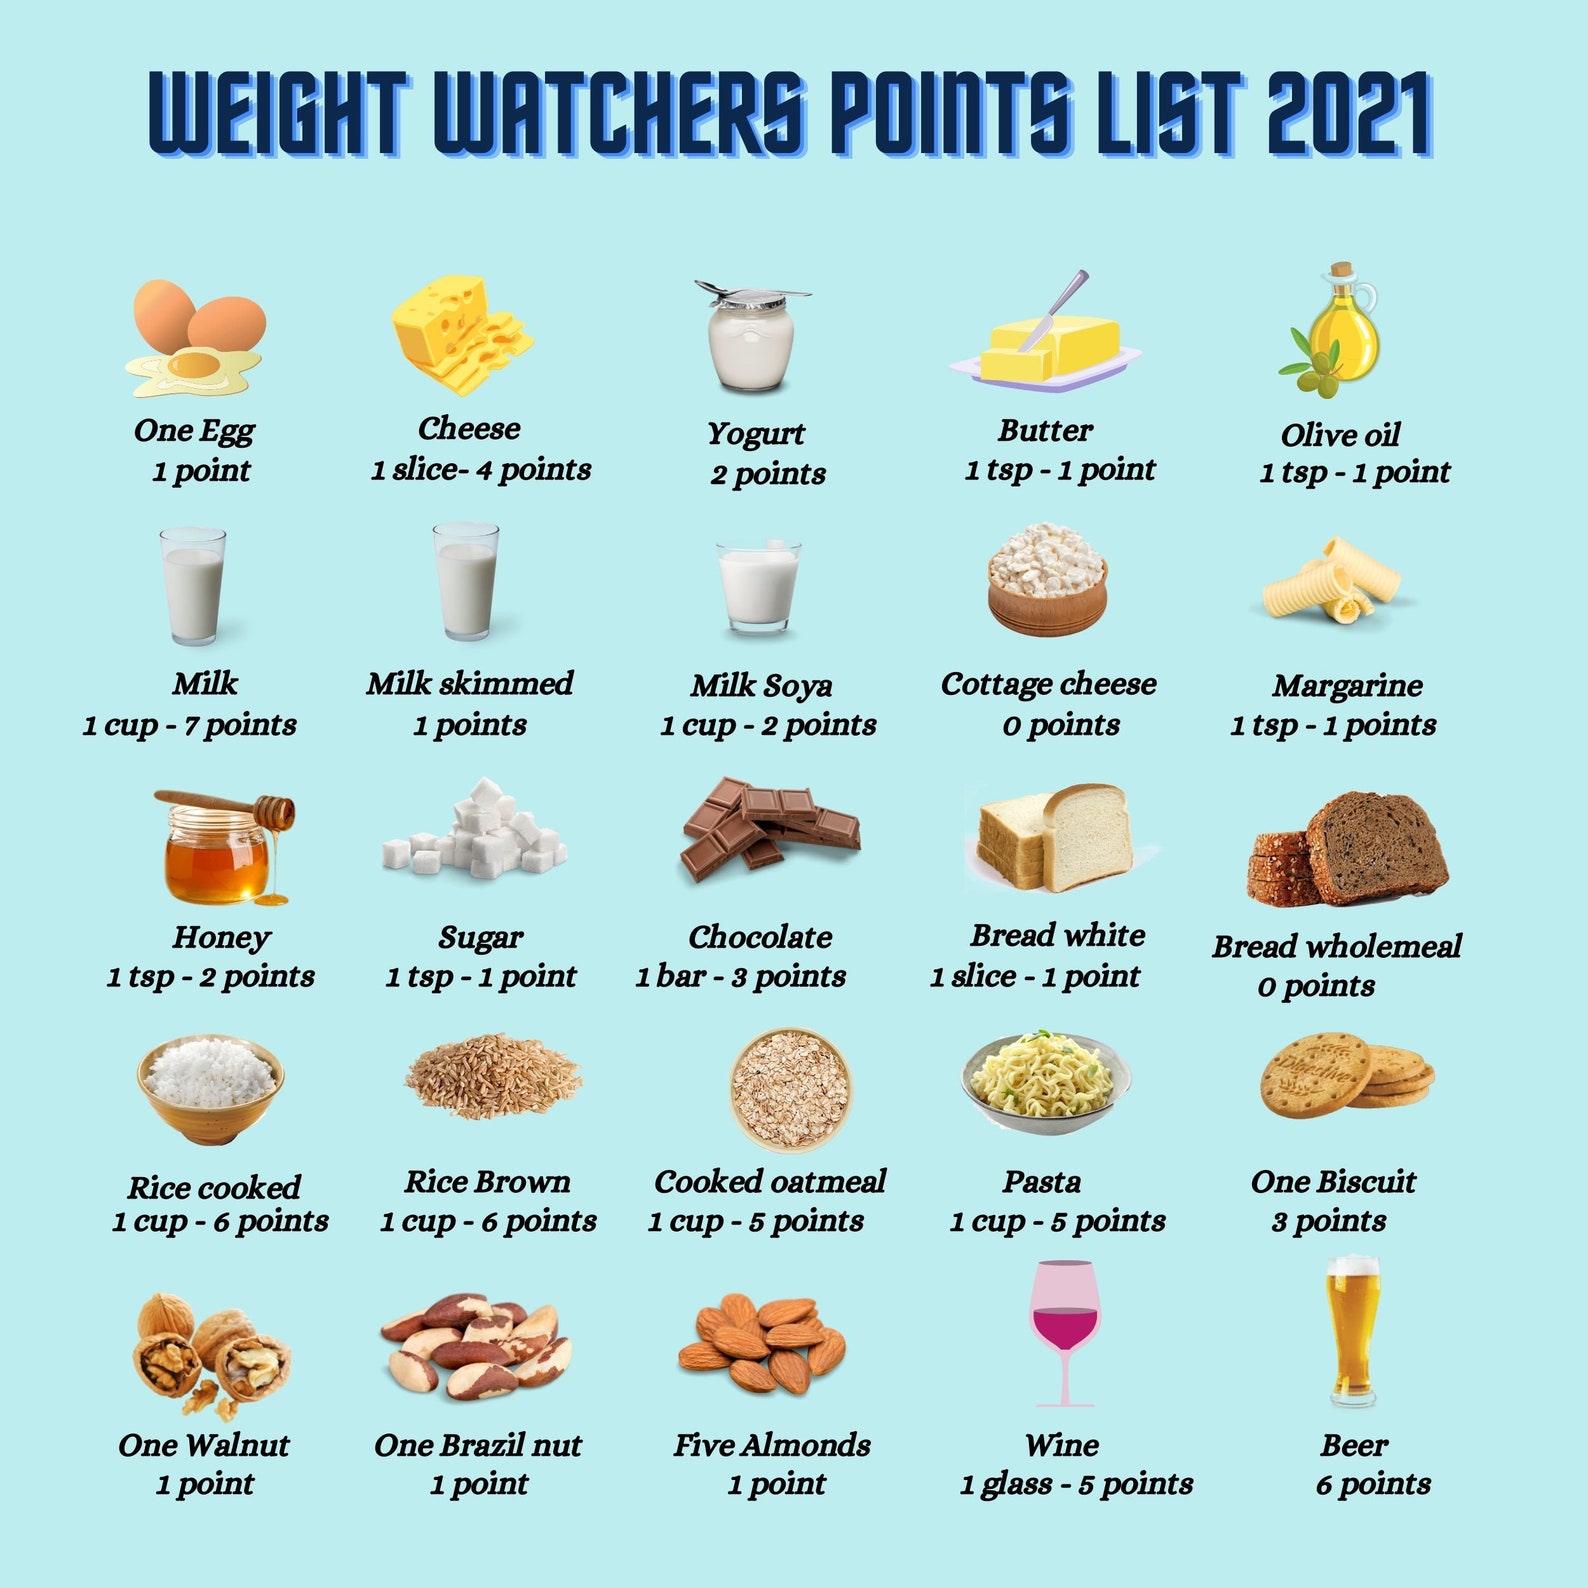 WEIGHT WATCHERS POINTS LIST 2021
One Egg
1 point
Cheese
1 slice- 4 points
Yogurt
2 points
Butter
1 tsp - 1 point
Olive oil
1 tsp - 1 point
Milk
1 cup - 7 points
Milk skimmed
1 points
Milk Soya
1 cup - 2 points
Cottage cheese
0 points
Margarine
1 tsp - 1 points
Honey
1 tsp - 2 points
Sugar
1 tsp - 1 point
Chocolate
1 bar - 3 points
Bread white
1 slice - 1 point
Bread wholemeal
0 points
Digestive
Rice cooked
1 cup - 6 points
Rice Brown
1 cup - 6 points
Cooked oatmeal
1 cup - 5 points
Pasta
1 cup - 5 points
One Biscuit
3 points
One Walnut
1 point
One Brazil nut
1 point
Five Almonds
1 point
Wine
1 glass - 5 points
Beer
6 points